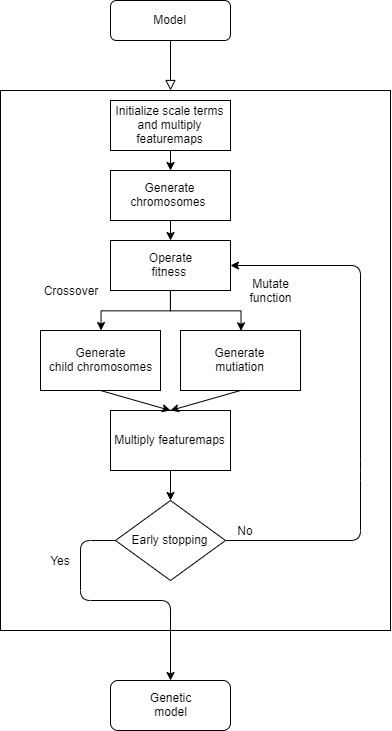 Model
Initialize scale terms
and multiply
featuremaps
Generate
chromosomes
Operate
fitness
Crossover
Mutate
function
Generate
child chromosomes
Generate
mutiation
Multiply featuremaps
Early stopping
No
Yes
Genetic
model